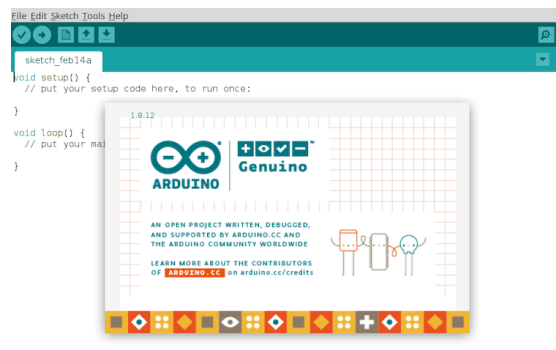 File Edit Sketch Tools Help
sketch_feb14a
void setup() {
// put your setup code here, to run once:
}
void loop() {
// put your mai
}
1.8.12
ARDUINO
Genuino™
AN OPEN PROJECT WRITTEN, DEBUGGED,
AND SUPPORTED BY ARDUINO.CC AND
THE ARDUINO COMMUNITY WORLDWIDE
LEARN MORE ABOUT THE CONTRIBUTORS
OF ARDUINO.CC on arduino.cc/credits